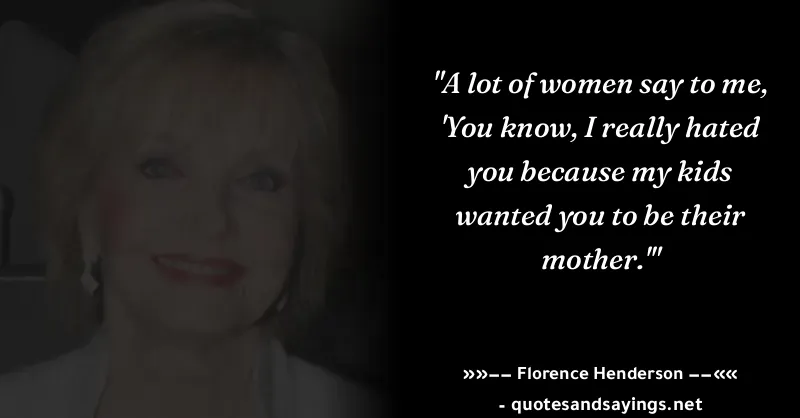 "A lot of women say to me,
'You know, I really hated
you because my kids
wanted you to be their
mother.'"
»»–– Florence Henderson ––««
- quotesandsayings.net